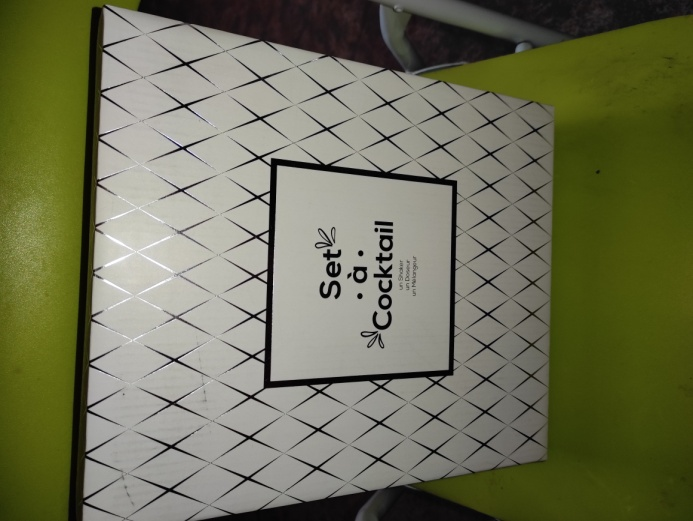 Set
• à •
Cocktail
un Shaker
un Doseur
un Mélangeur